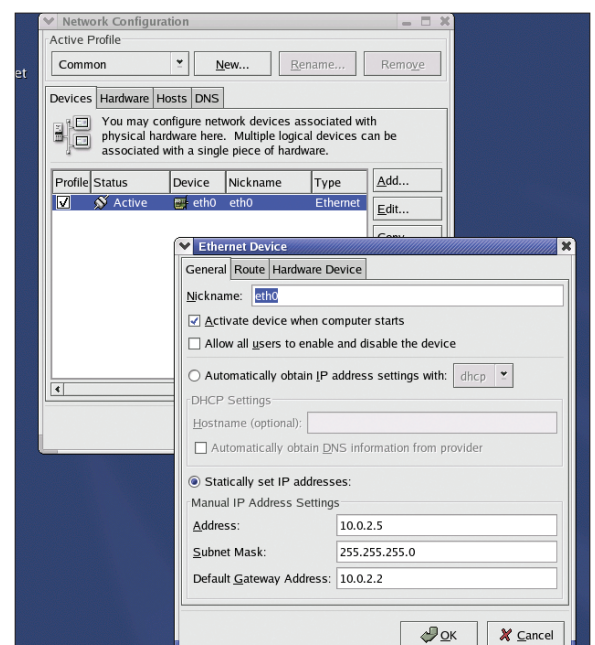 Network Configuration
Active Profile
Common New... Rename... Remove
et
Devices Hardware Hosts DNS
You may configure network devices associated with
physical hardware here. Multiple logical devices can be
associated with a single piece of hardware.
Profile Status Device Nickname Type Add...
Active eth0 eth0 Ethernet
Edit...
Copy
Ethernet Device
General Route Hardware Device
Nickname: eth0
Activate device when computer starts
Allow all users to enable and disable the device
Automatically obtain IP address settings with: dhcp
DHCP Settings
Hostname (optional):
Automatically obtain DNS information from provider
Statically set IP addresses:
Manual IP Address Settings
Address: 10.0.2.5
Subnet Mask: 255.255.255.0
Default Gateway Address: 10.0.2.2
OK Cancel